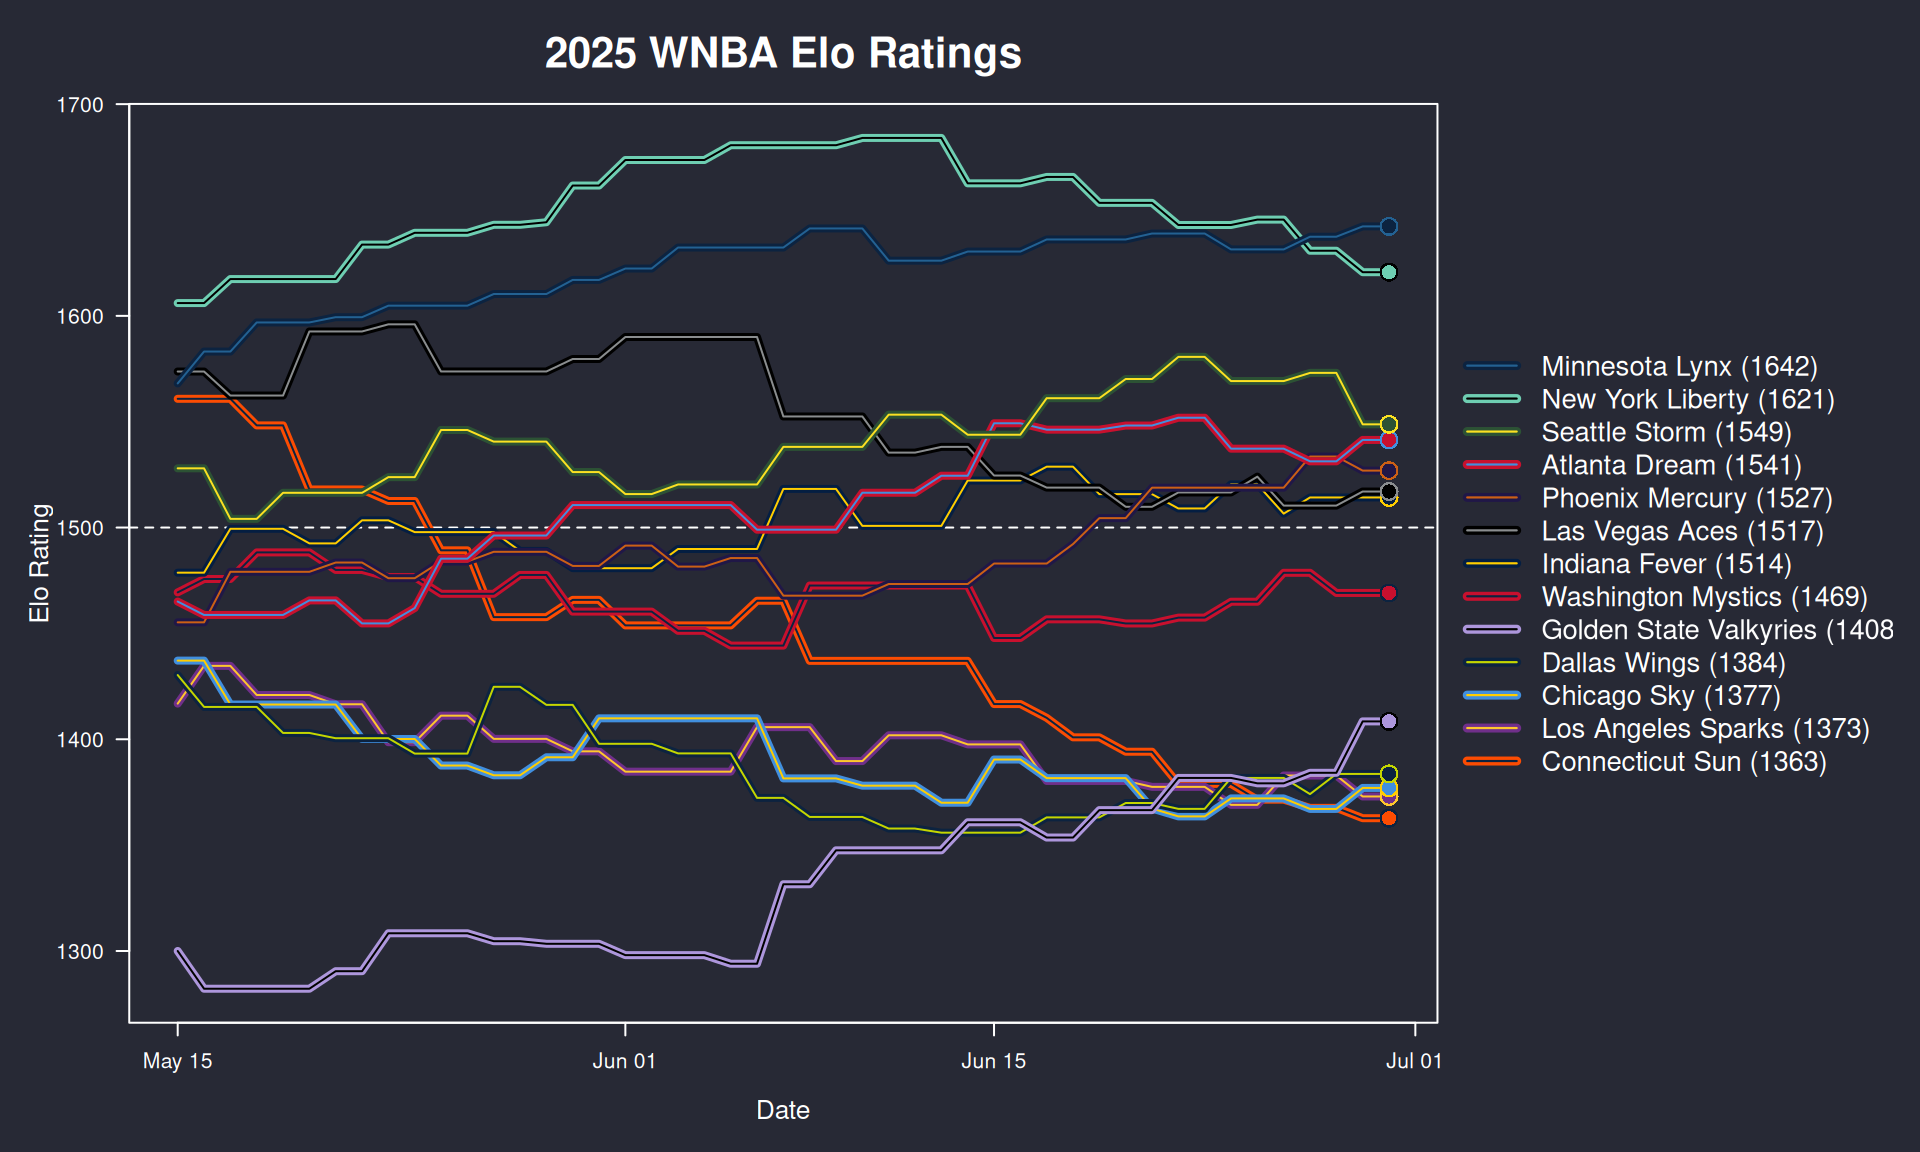 2025 WNBA Elo Ratings
1700
1600
1500
1400
1300
Elo Rating
May 15
Jun 01
Jun 15
Jul 01
Date
Minnesota Lynx (1642)
New York Liberty (1621)
Seattle Storm (1549)
Atlanta Dream (1541)
Phoenix Mercury (1527)
Las Vegas Aces (1517)
Indiana Fever (1514)
Washington Mystics (1469)
Golden State Valkyries (1408
Dallas Wings (1384)
Chicago Sky (1377)
Los Angeles Sparks (1373)
Connecticut Sun (1363)